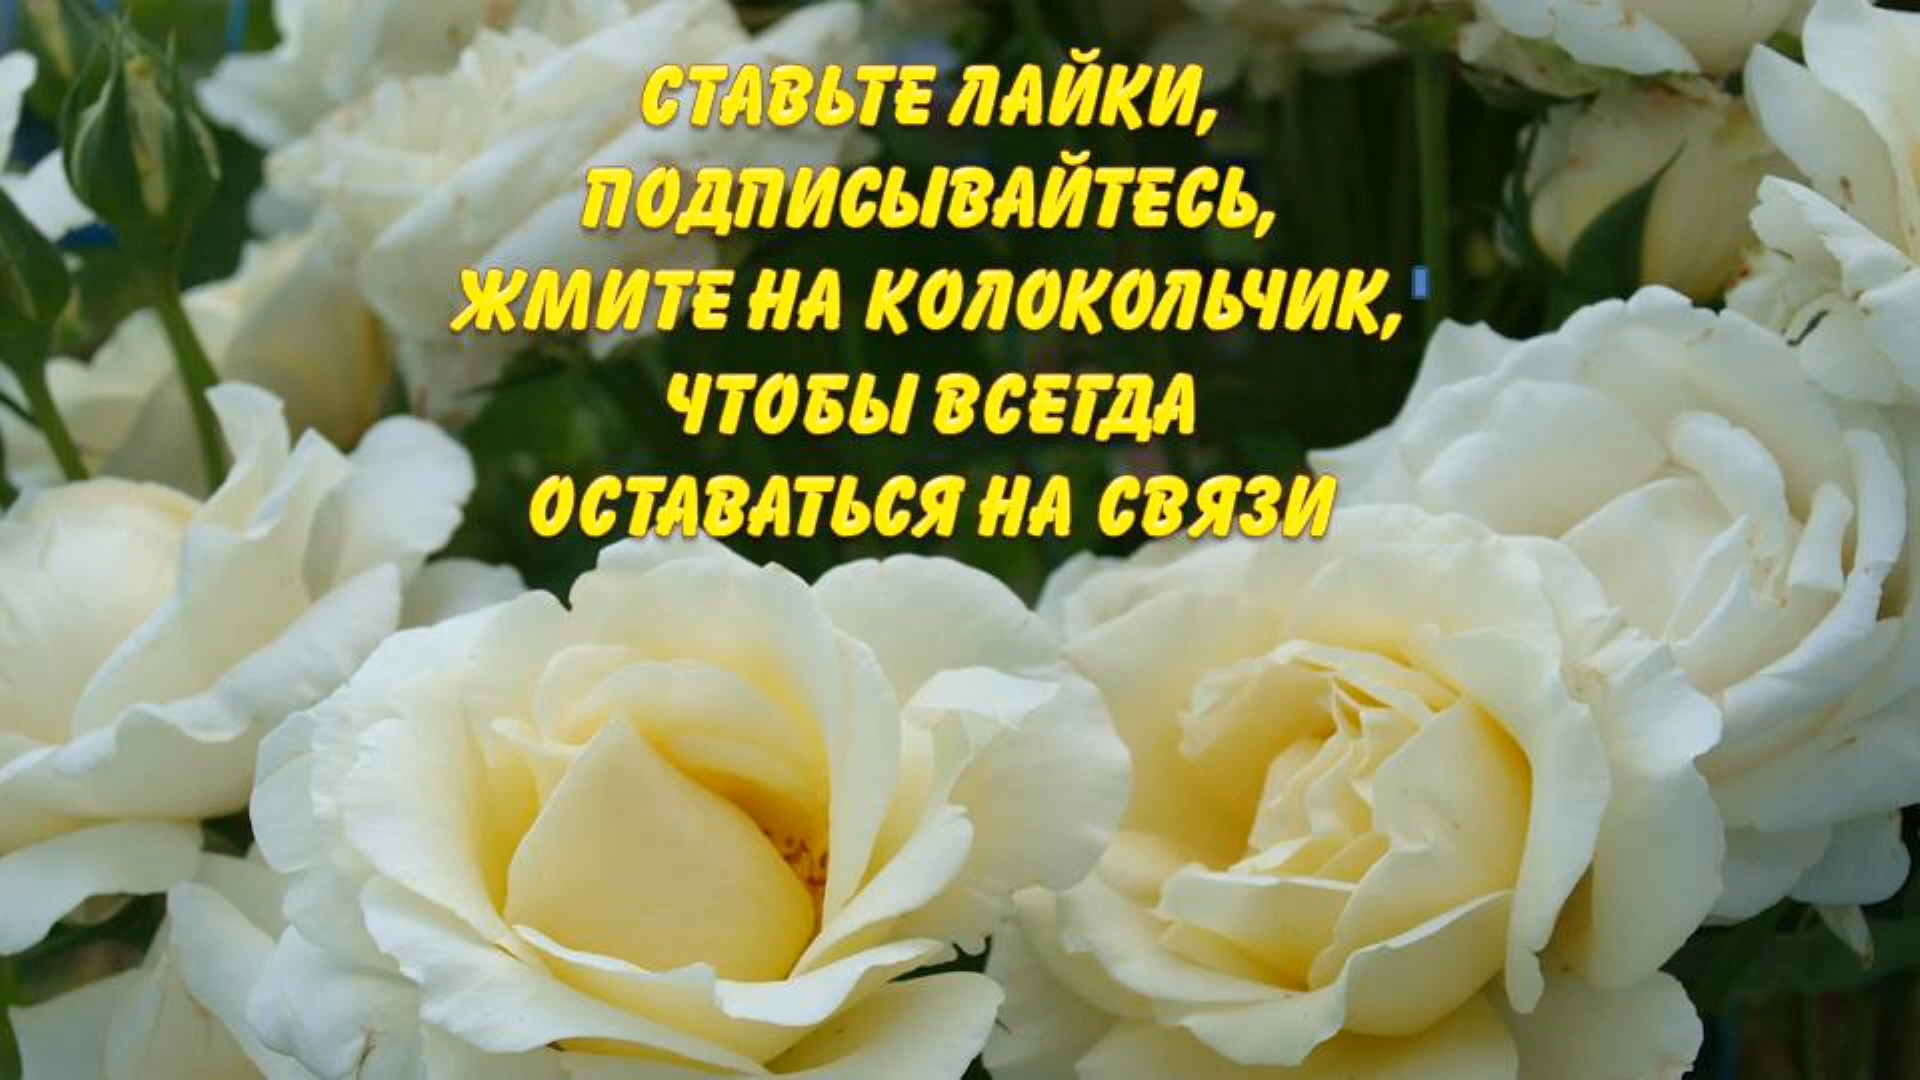 СТАВЬТЕ ЛАЙКИ,
ПОДПИСЫВАЙТЕСЬ,
ЖМИТЕ НА КОЛОКОЛЬЧИК,
ЧТОБЫ ВСЕГДА
ОСТАВАТЬСЯ НА СВЯЗИ